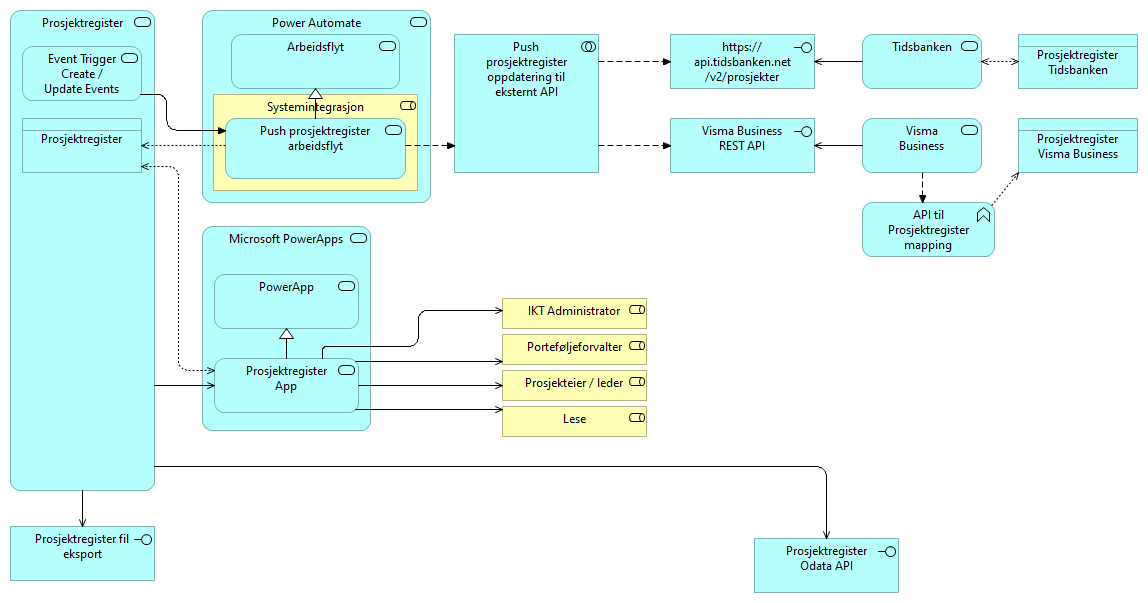 Prosjektregister
Event Trigger
Create /
Update Events
Prosjektregister
Power Automate
Arbeidsflyt
Systemintegrasjon
Push prosjektregister
arbeidsflyt
Push
prosjektregister
oppdatering til
eksternt API
https://
api.tidsbanken.net
/v2/prosjekter
Tidsbanken
Prosjektregister
Tidsbanken
Visma Business
REST API
Visma
Business
Prosjektregister
Visma Business
API til
Prosjektregister
mapping
Microsoft PowerApps
PowerApp
Prosjektregister
App
IKT Administrator
Porteføljeforvalter
Prosjekteier / leder
Lese
Prosjektregister fil
eksport
Prosjektregister
Odata API